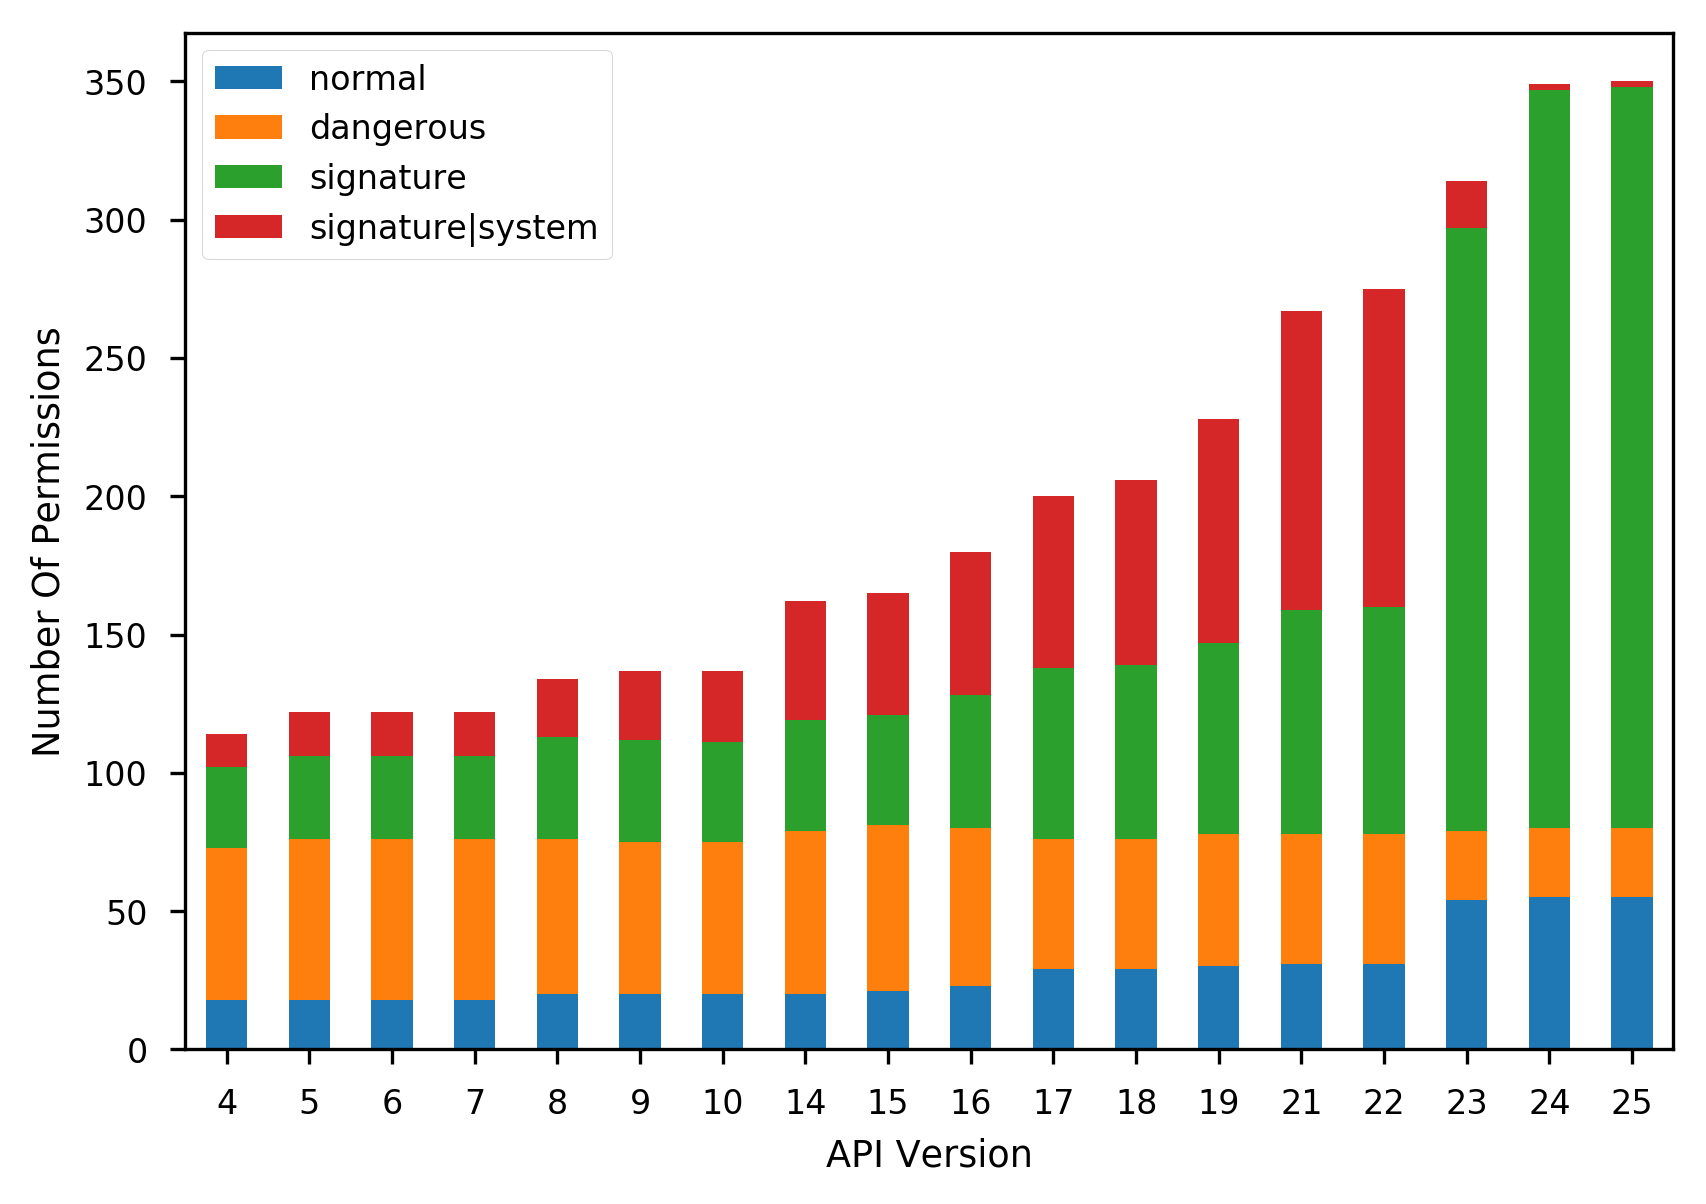 normal
dangerous
signature
signature|system
Number Of Permissions
350
300
250
200
150
100
50
0
4 5 6 7 8 9 10 14 15 16 17 18 19 21 22 23 24 25
API Version